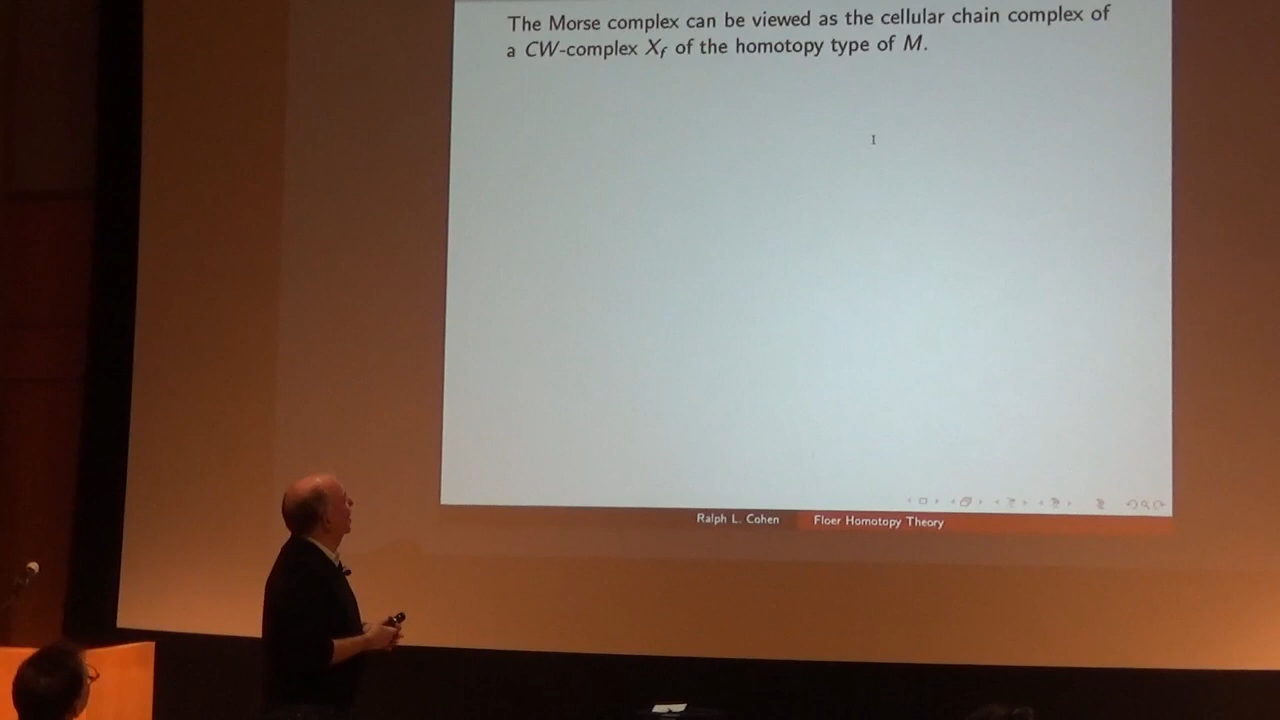 The Morse complex can be viewed as the cellular chain complex of
a CW-complex X_f of the homotopy type of M.
Ralph L. Cohen Floer Homotopy Theory